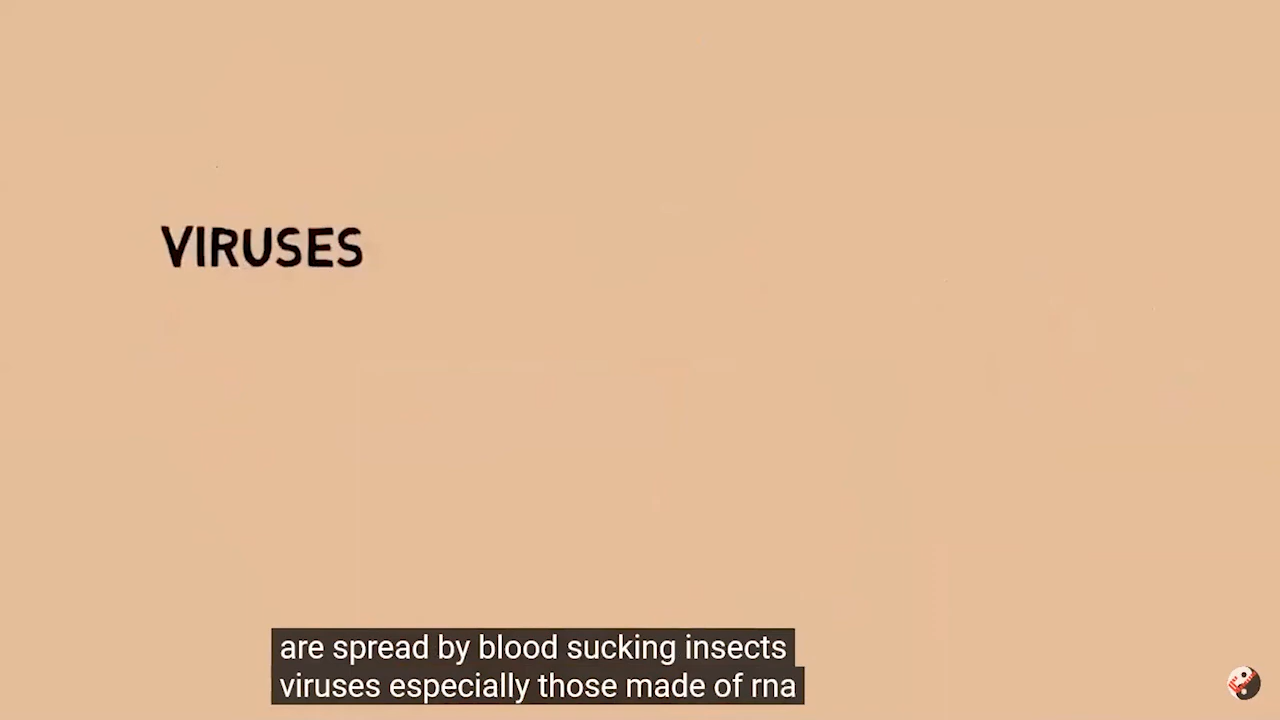 VIRUSES
are spread by blood sucking insects
viruses especially those made of rna